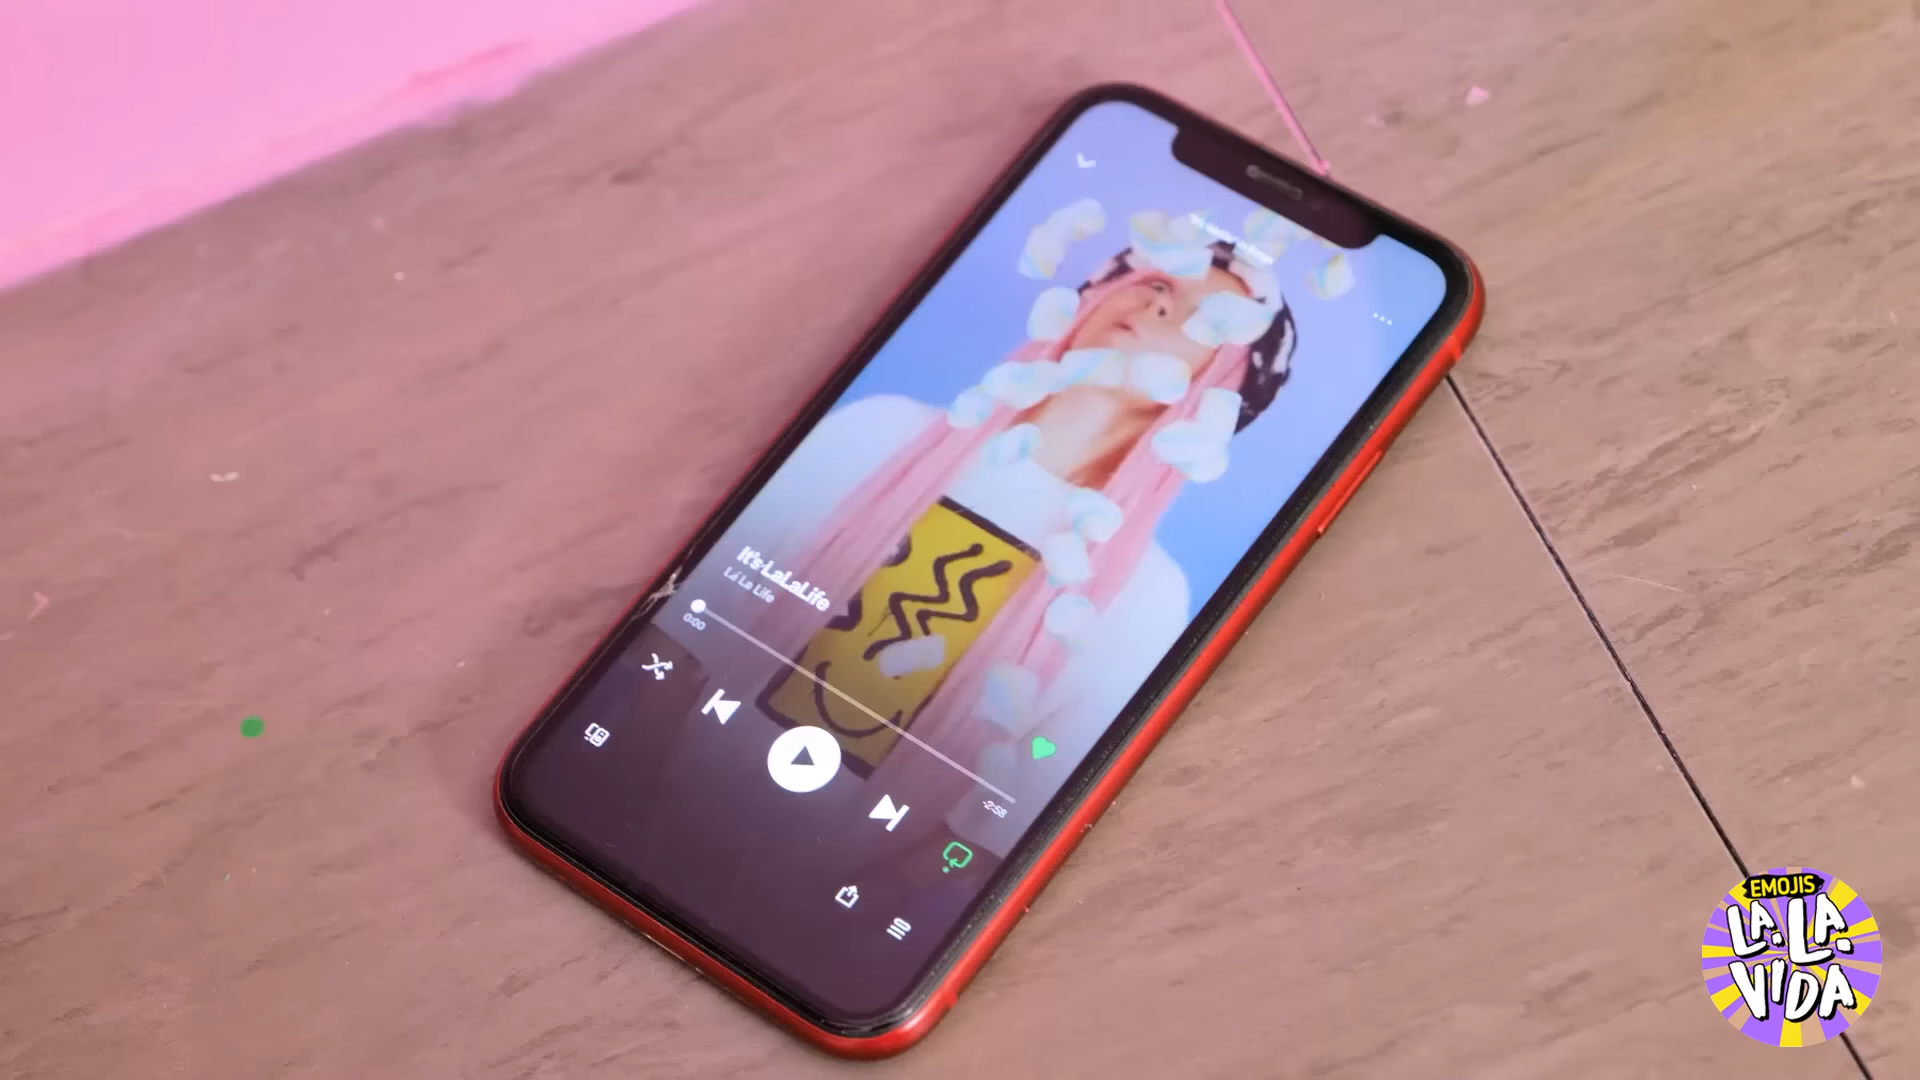 It's LaLaLife
La La Life
0:00
-2:58
EMOJIS
LA.LA.
VIDA